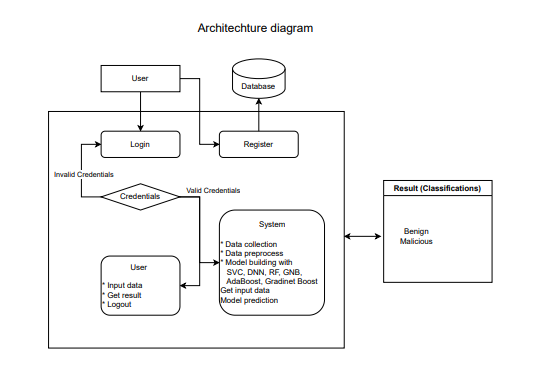 Architechture diagram
User
Database
Login
Register
Invalid Credentials
Credentials
Valid Credentials
System
* Data collection
* Data preprocess
* Model building with
SVC, DNN, RF, GNB,
AdaBoost, Gradinet Boost
Get input data
Model prediction
User
* Input data
* Get result
* Logout
Result (Classifications)
Benign
Malicious